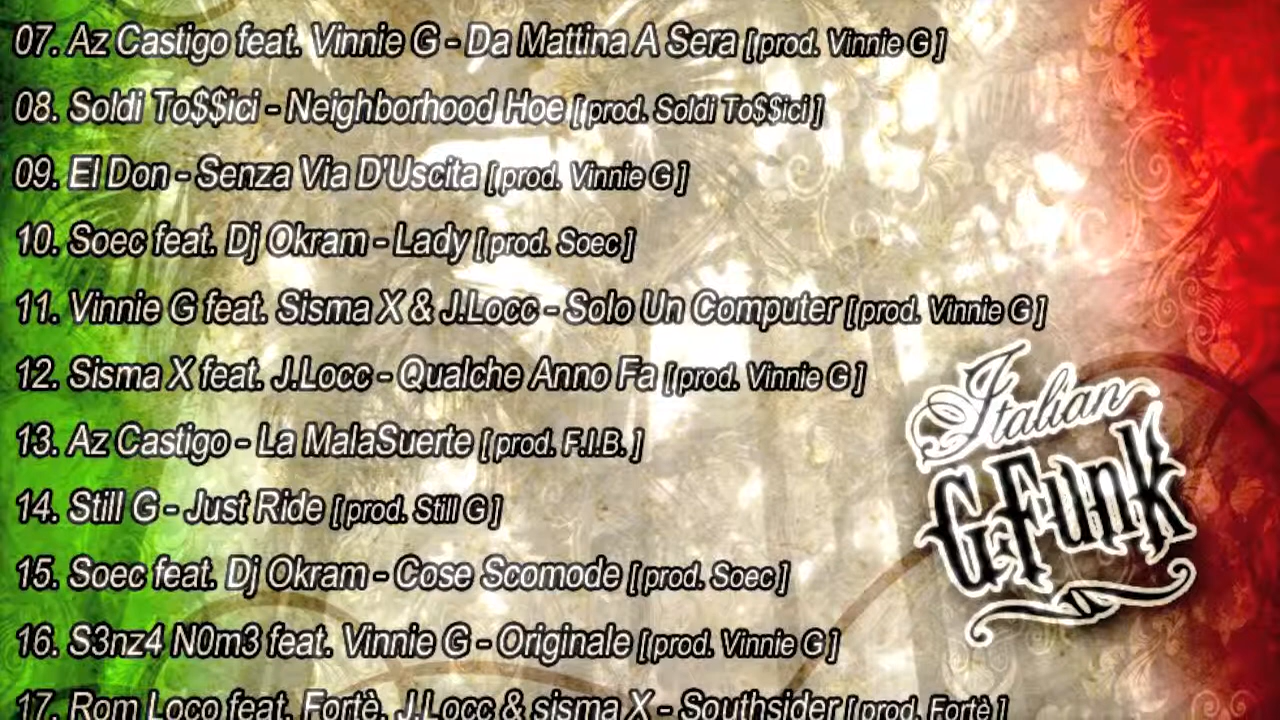 07. Az Castigo feat. Vinnie G - Da Mattina A Sera [ prod. Vinnie G ]
08. Soldi To$$ici - Neighborhood Hoe [ prod. Soldi To$$ici ]
09. El Don - Senza Via D'Uscita [ prod. Vinnie G ]
10. Soec feat. Dj Okram - Lady [ prod. Soec ]
11. Vinnie G feat. Sisma X & J.Locc - Solo Un Computer [ prod. Vinnie G ]
12. Sisma X feat. J.Locc - Qualche Anno Fa [ prod. Vinnie G ]
13. Az Castigo - La MalaSuerte [ prod. F.I.B. ]
14. Still G - Just Ride [ prod. Still G ]
15. Soec feat. Dj Okram - Cose Scomode [ prod. Soec ]
16. S3nz4 N0m3 feat. Vinnie G - Originale [ prod. Vinnie G ]
17. Rom Loco feat. Fortè, J.Locc & sisma X - Southsider [ prod. Fortè ]
Italian
G-Funk